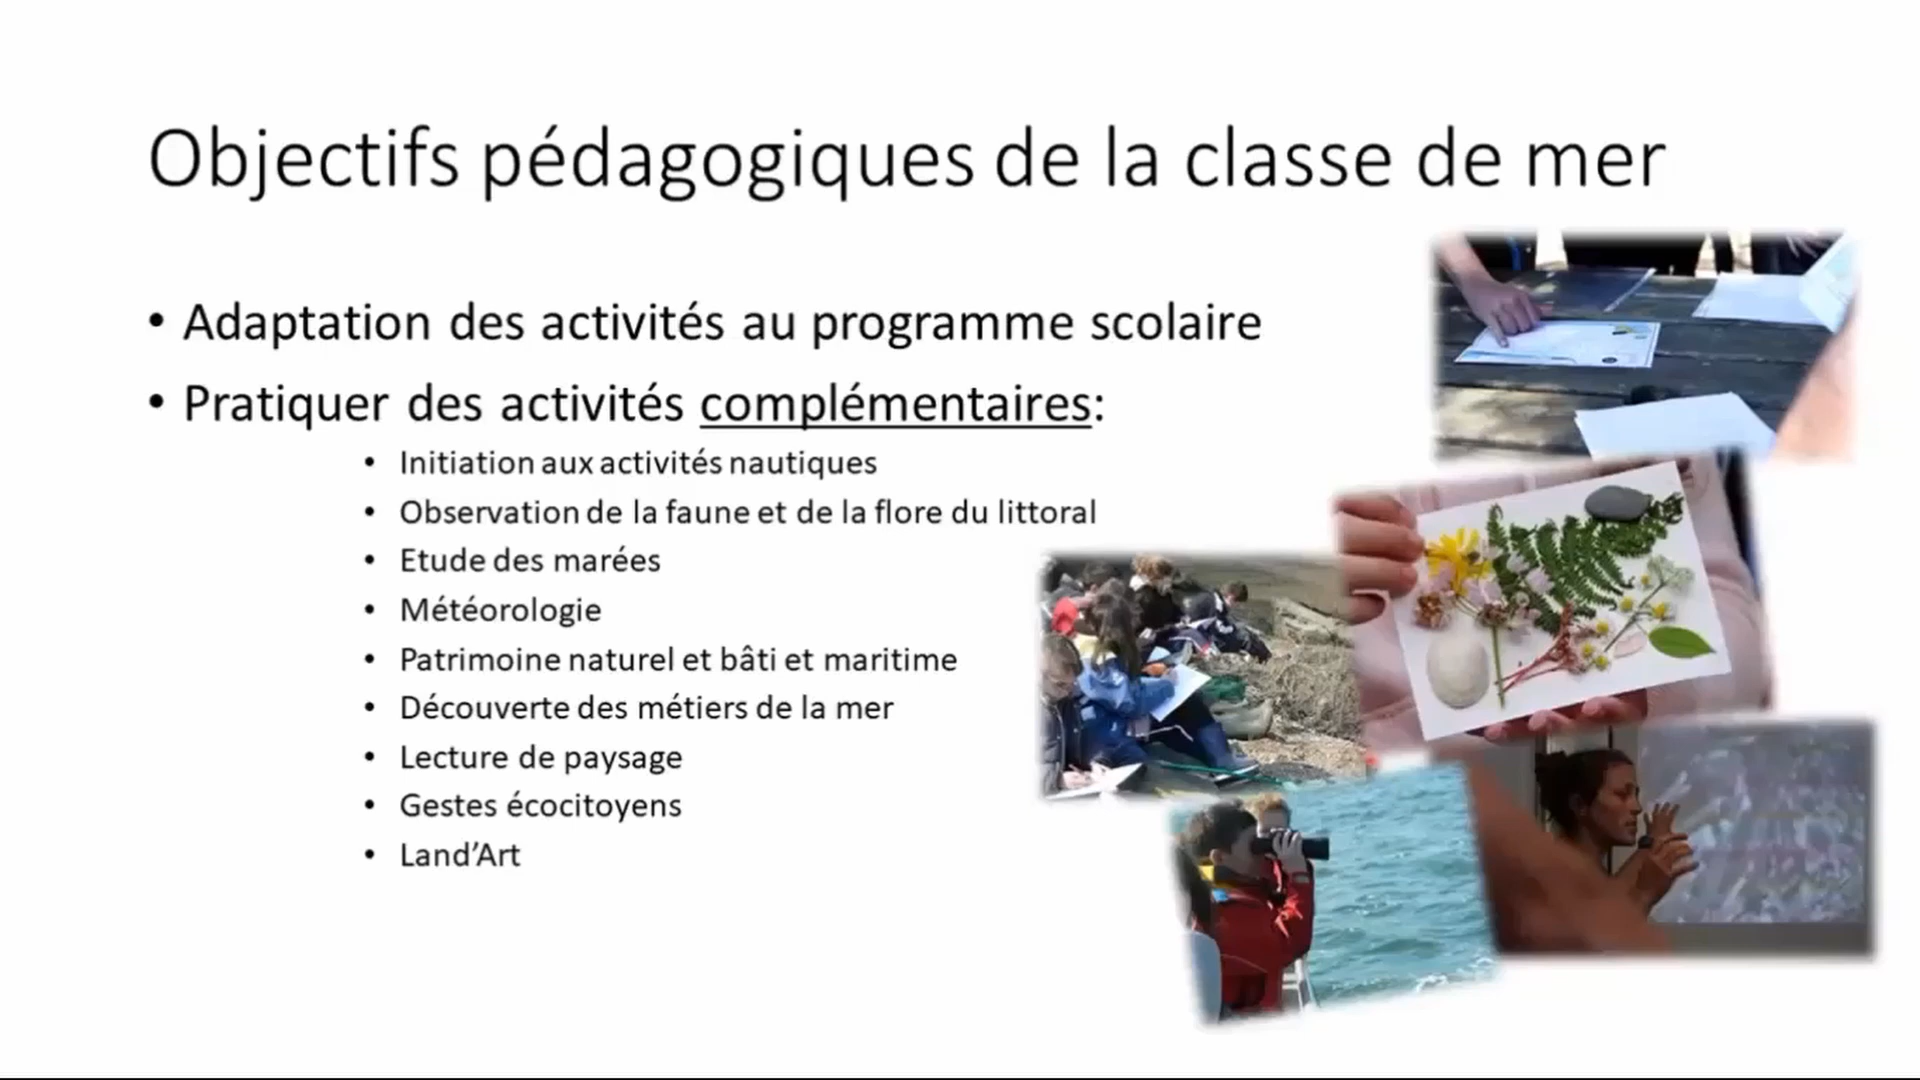 Objectifs pédagogiques de la classe de mer
• Adaptation des activités au programme scolaire
• Pratiquer des activités complémentaires:
• Initiation aux activités nautiques
• Observation de la faune et de la flore du littoral
• Etude des marées
• Météorologie
• Patrimoine naturel et bâti et maritime
• Découverte des métiers de la mer
• Lecture de paysage
• Gestes écocitoyens
• Land’Art